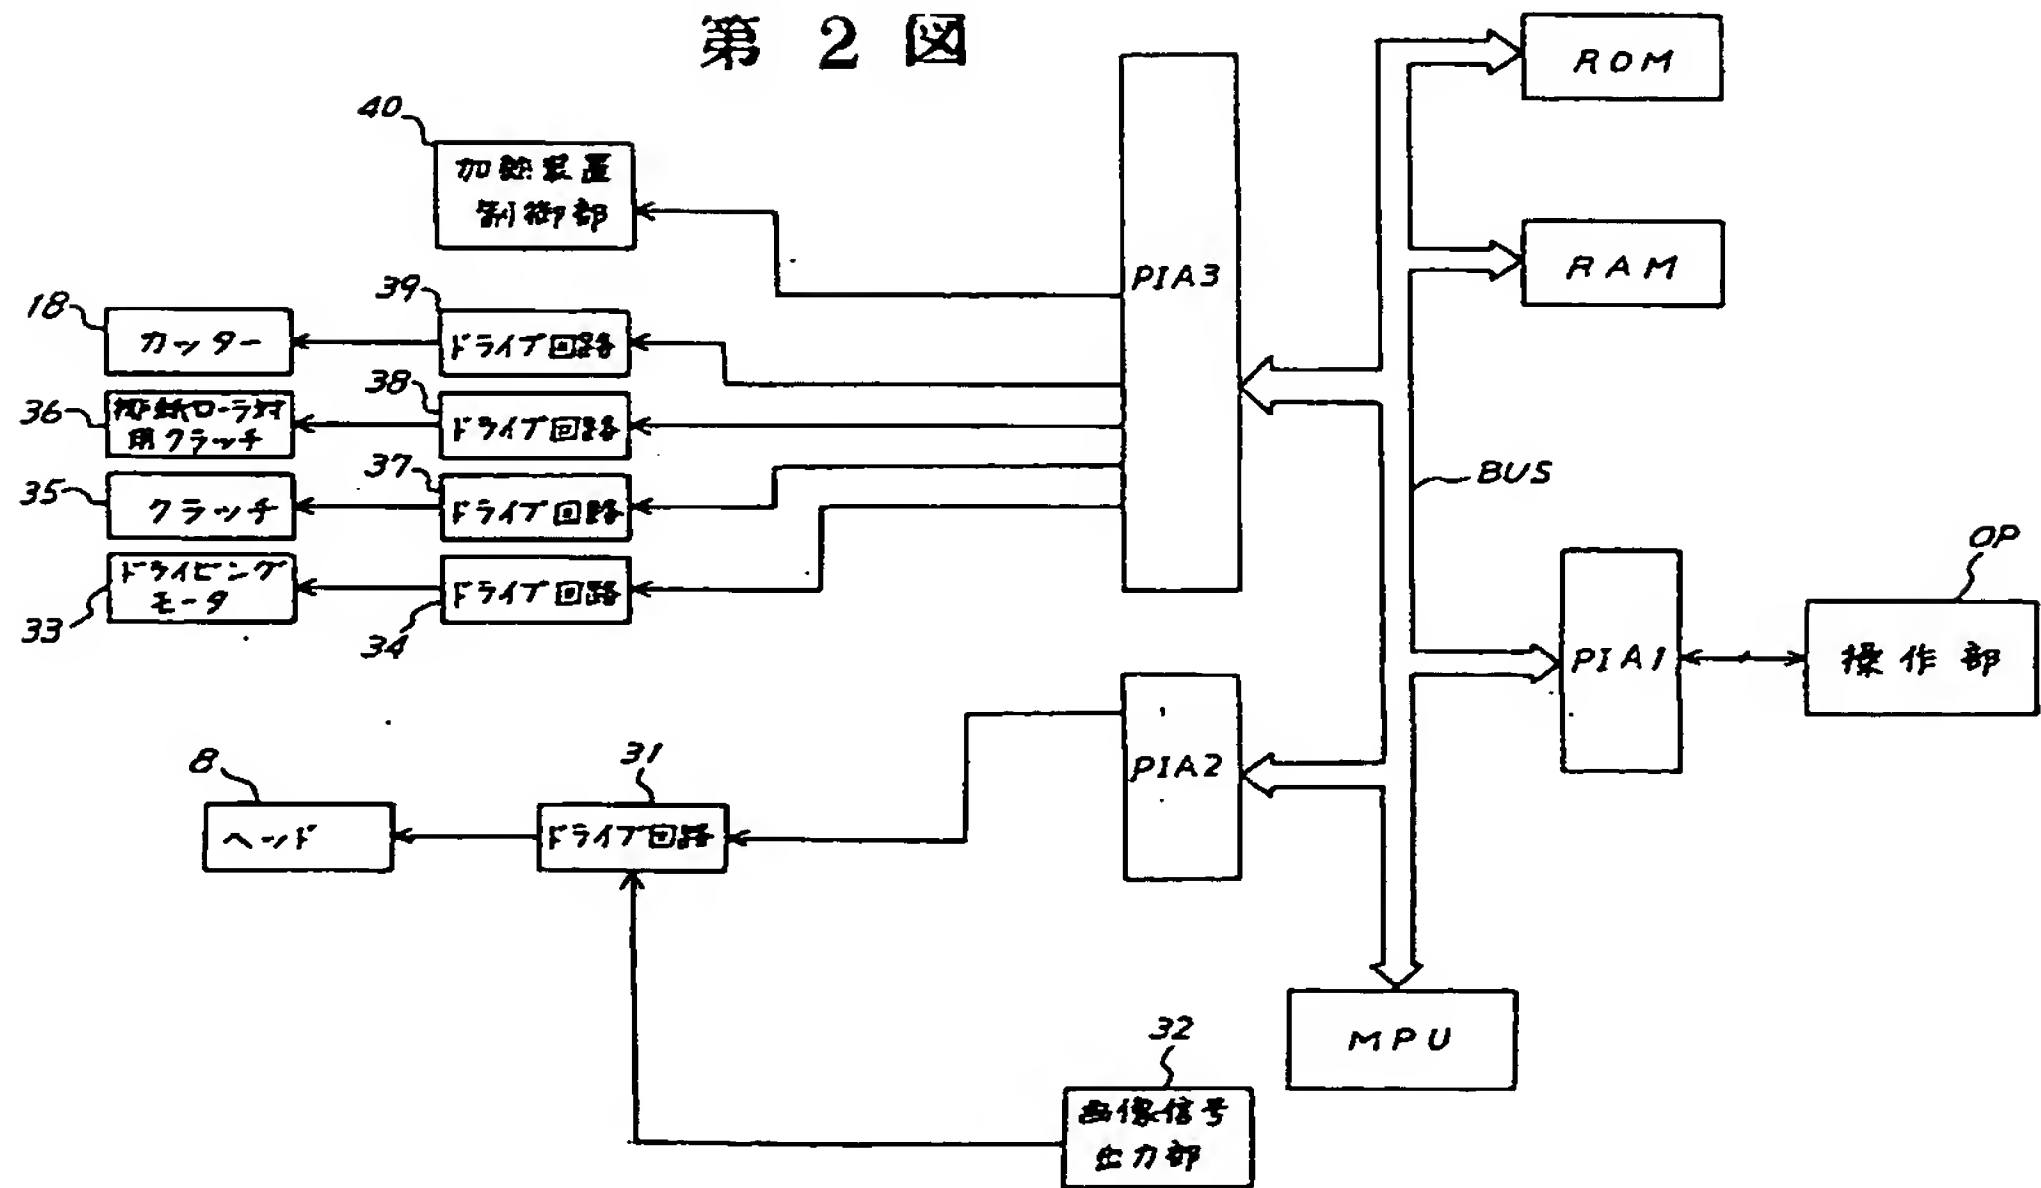 第 2 図
ROM
40
加熱装置
制御部
RAM
PIA3
39
18
カッター
ドライブ回路
38
36
用クラッチ
ドライブ回路
37
35
クラッチ
ドライブ回路
BUS
OP
ドライビング
モータ
33
ドライブ回路
34
PIA1
操作部
31
8
PIA2
ヘッド
ドライブ回路
32
MPU
画像信号
出力部